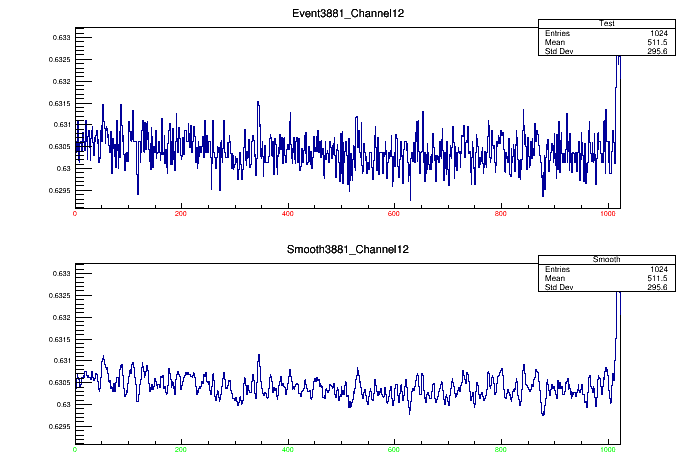 Event3881_Channel12
Test
Entries 1024
Mean 511.5
Std Dev 295.6
0.633
0.6325
0.632
0.6315
0.631
0.6305
0.63
0.6295
0 200 400 600 800 1000
Smooth3881_Channel12
Smooth
Entries 1024
Mean 511.5
Std Dev 295.6
0.633
0.6325
0.632
0.6315
0.631
0.6305
0.63
0.6295
0 200 400 600 800 1000